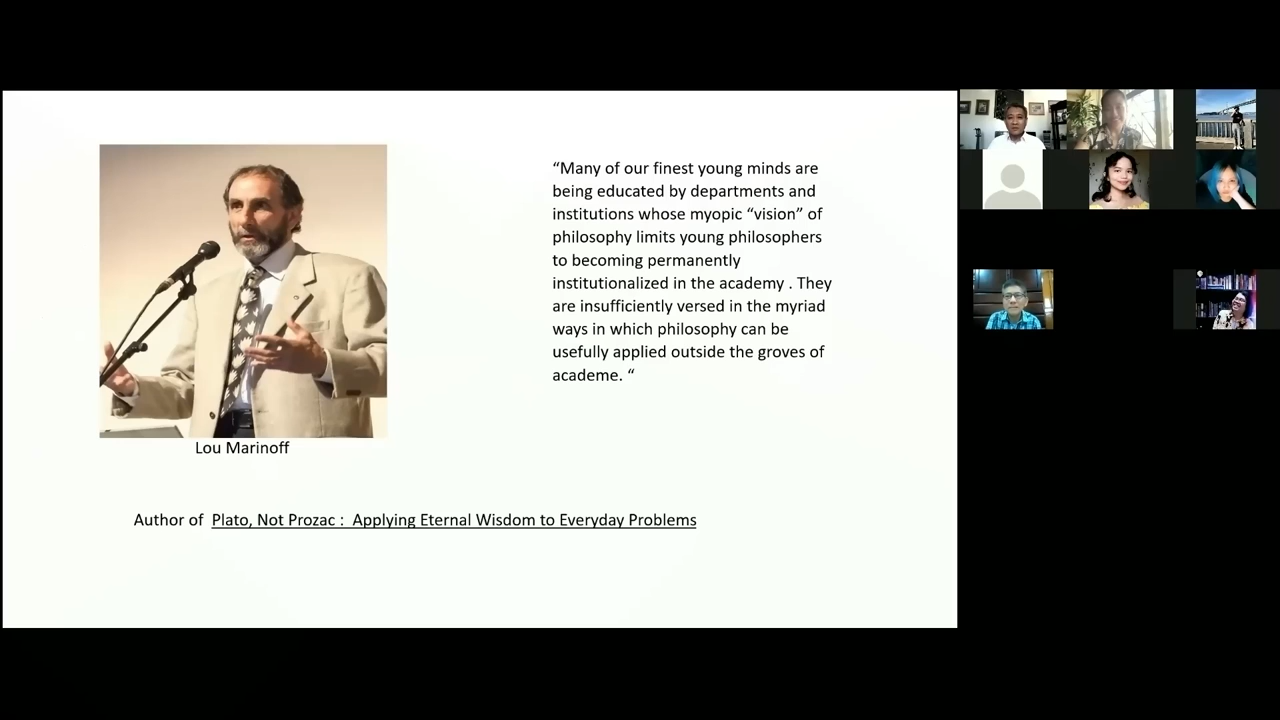 “Many of our finest young minds are
being educated by departments and
institutions whose myopic “vision” of
philosophy limits young philosophers
to becoming permanently
institutionalized in the academy . They
are insufficiently versed in the myriad
ways in which philosophy can be
usefully applied outside the groves of
academe. “
Lou Marinoff
Author of Plato, Not Prozac : Applying Eternal Wisdom to Everyday Problems